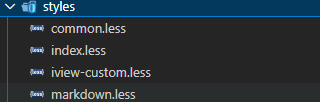 styles
{less} common.less
{less} index.less
{less} iview-custom.less
{less} markdown.less